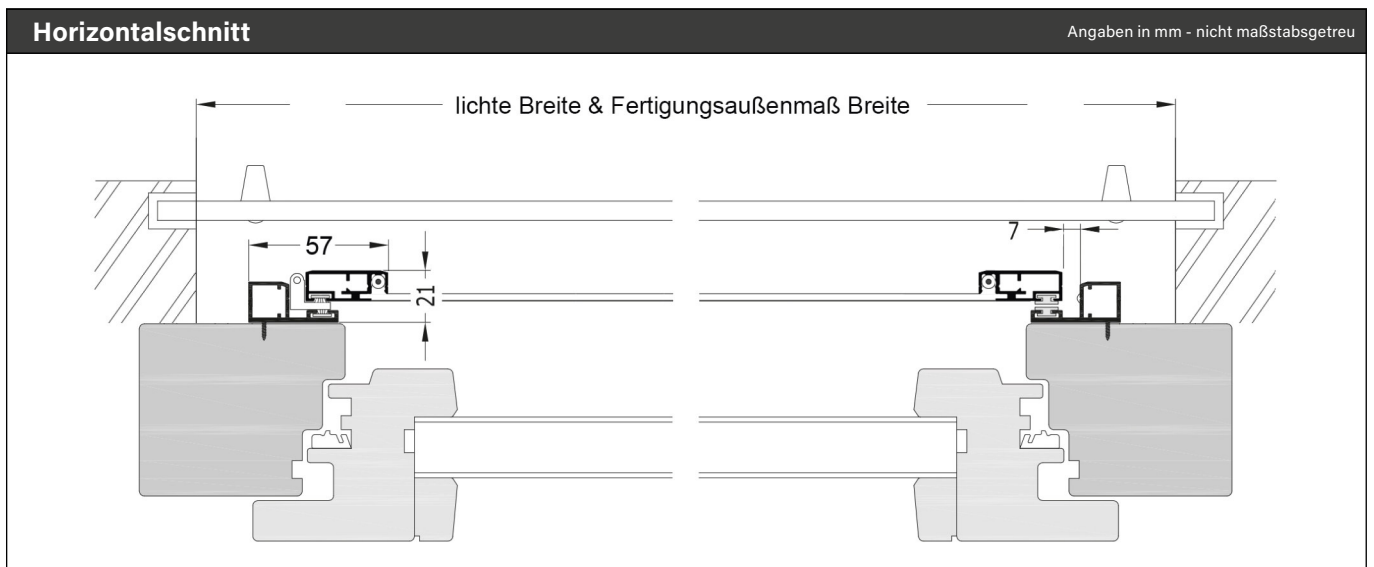 Horizontalschnitt
Angaben in mm - nicht maßstabsgetreu
lichte Breite & Fertigungsaußenmaß Breite
57
7
21